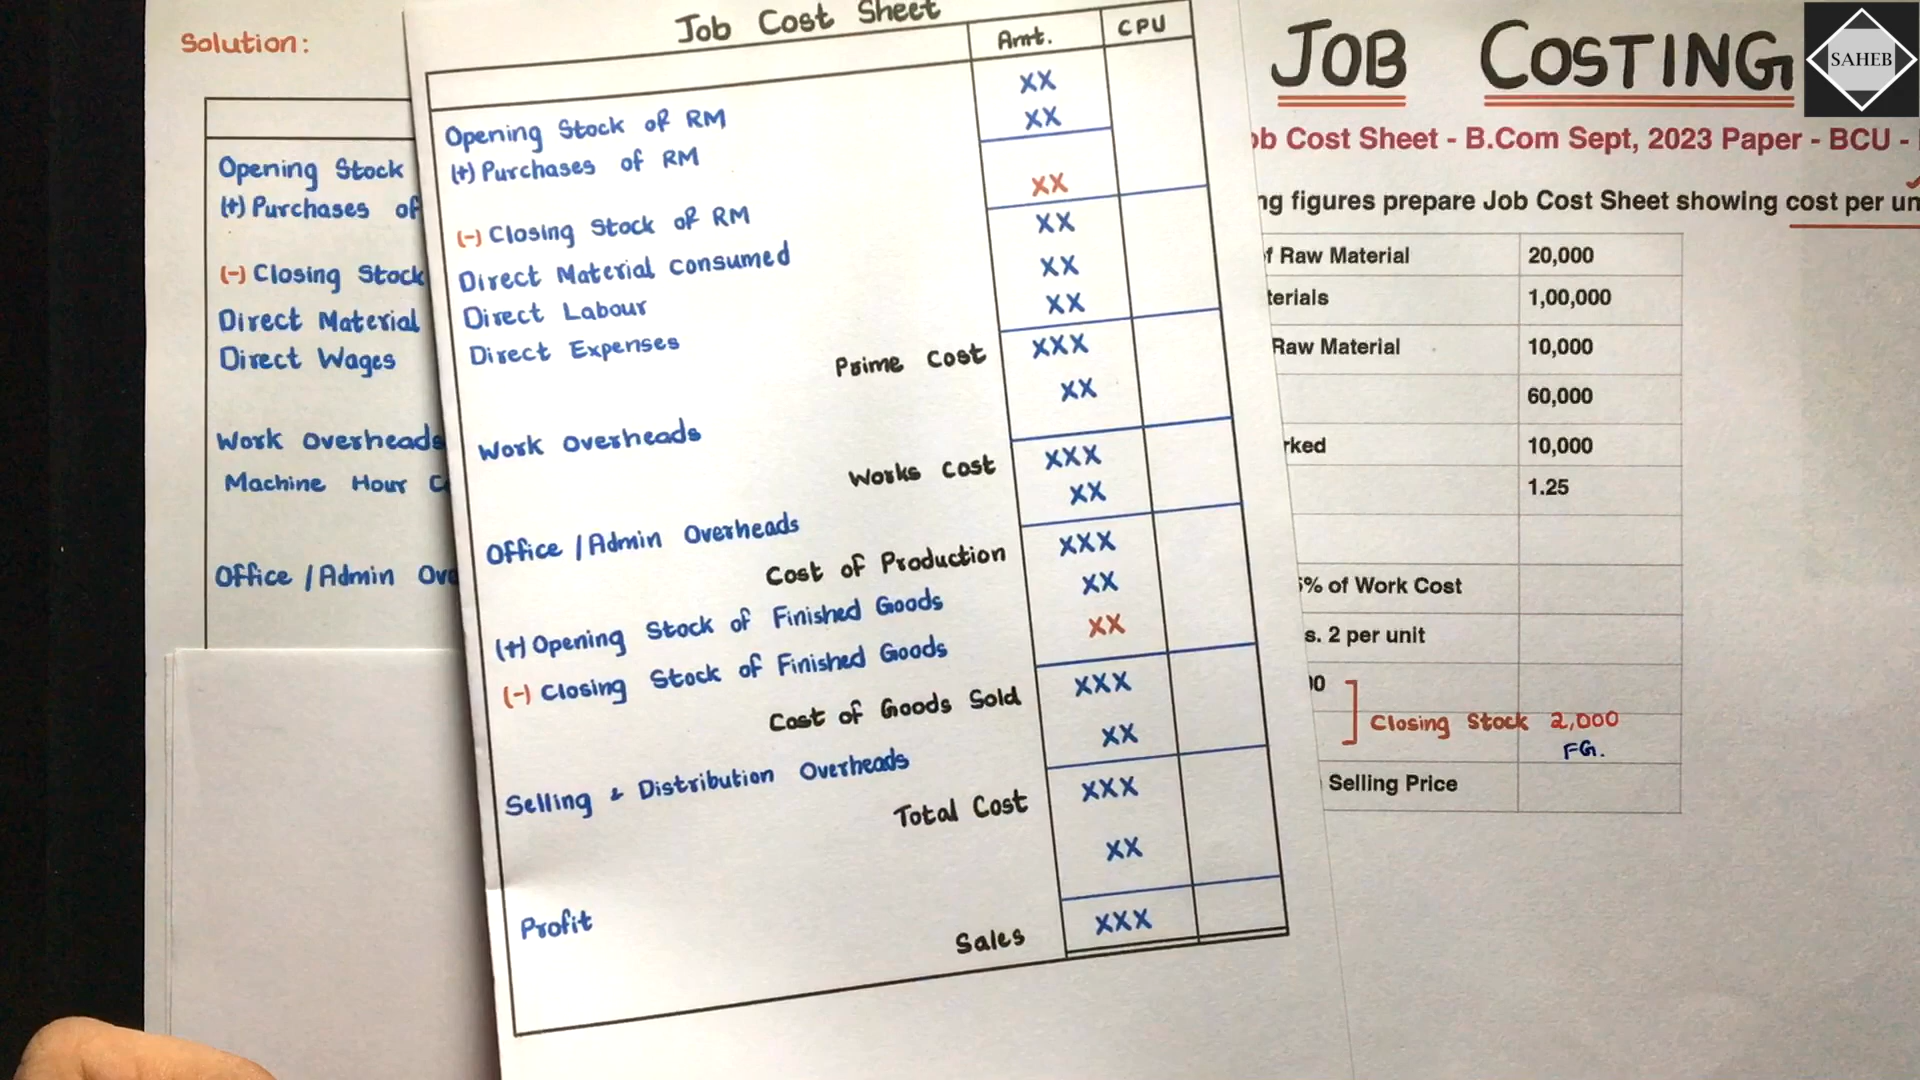 Solution:
Opening Stock
(+) Purchases of
(-) Closing Stock
Direct Material
Direct Wages
Work Overheads
Machine Hour
Office / Admin
Job Cost Sheet
Amt. CPU
Opening Stock of RM XX
(+) Purchases of RM XX
(-) Closing Stock of RM XX
Direct Material consumed XX
Direct Labour XX
Direct Expenses XX
Prime Cost XXX
Work Overheads XX
Works Cost XXX
Office / Admin Overheads XX
Cost of Production XXX
(+) Opening Stock of Finished Goods XX
(-) Closing Stock of Finished Goods XX
Cost of Goods Sold XXX
Selling & Distribution Overheads XX
Total Cost XXX
Profit XX
Sales XXX
JOB COSTING
SAHEB
ob Cost Sheet - B.Com Sept, 2023 Paper - BCU -
ng figures prepare Job Cost Sheet showing cost per un
f Raw Material 20,000
terials 1,00,000
Raw Material 10,000
60,000
rked 10,000
1.25
% of Work Cost
s. 2 per unit
Closing Stock 2,000
FG.
Selling Price